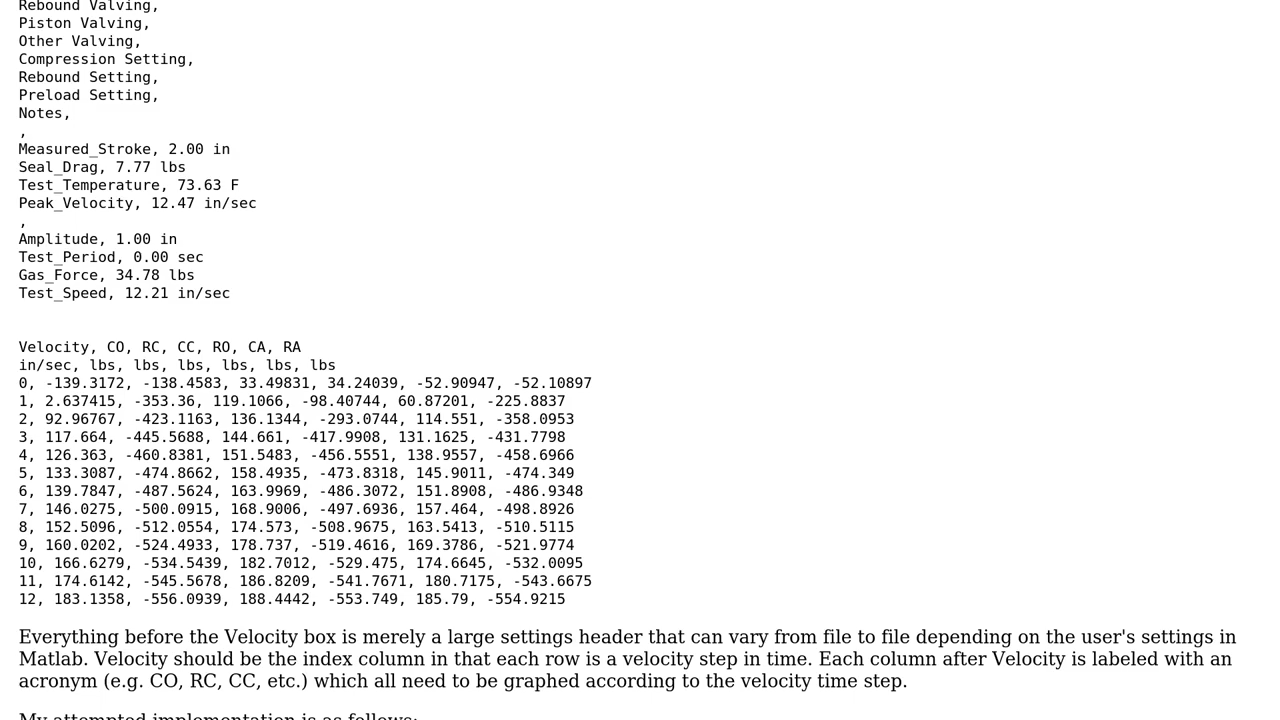 Rebound Valving,
Piston Valving,
Other Valving,
Compression Setting,
Rebound Setting,
Preload Setting,
Notes,
,
Measured_Stroke, 2.00 in
Seal_Drag, 7.77 lbs
Test_Temperature, 73.63 F
Peak_Velocity, 12.47 in/sec
,
Amplitude, 1.00 in
Test_Period, 0.00 sec
Gas_Force, 34.78 lbs
Test_Speed, 12.21 in/sec
Velocity, CO, RC, CC, RO, CA, RA
in/sec, lbs, lbs, lbs, lbs, lbs, lbs
0, -139.3172, -138.4583, 33.49831, 34.24039, -52.90947, -52.10897
1, 2.637415, -353.36, 119.1066, -98.40744, 60.87201, -225.8837
2, 92.96767, -423.1163, 136.1344, -293.0744, 114.551, -358.0953
3, 117.664, -445.5688, 144.661, -417.9908, 131.1625, -431.7798
4, 126.363, -460.8381, 151.5483, -456.5551, 138.9557, -458.6966
5, 133.3087, -474.8662, 158.4935, -473.8318, 145.9011, -474.349
6, 139.7847, -487.5624, 163.9969, -486.3072, 151.8908, -486.9348
7, 146.0275, -500.0915, 168.9006, -497.6936, 157.464, -498.8926
8, 152.5096, -512.0554, 174.573, -508.9675, 163.5413, -510.5115
9, 160.0202, -524.4933, 178.737, -519.4616, 169.3786, -521.9774
10, 166.6279, -534.5439, 182.7012, -529.475, 174.6645, -532.0095
11, 174.6142, -545.5678, 186.8209, -541.7671, 180.7175, -543.6675
12, 183.1358, -556.0939, 188.4442, -553.749, 185.79, -554.9215
Everything before the Velocity box is merely a large settings header that can vary from file to file depending on the user's settings in
Matlab. Velocity should be the index column in that each row is a velocity step in time. Each column after Velocity is labeled with an
acronym (e.g. CO, RC, CC, etc.) which all need to be graphed according to the velocity time step.
My attempted implementation is as follows: